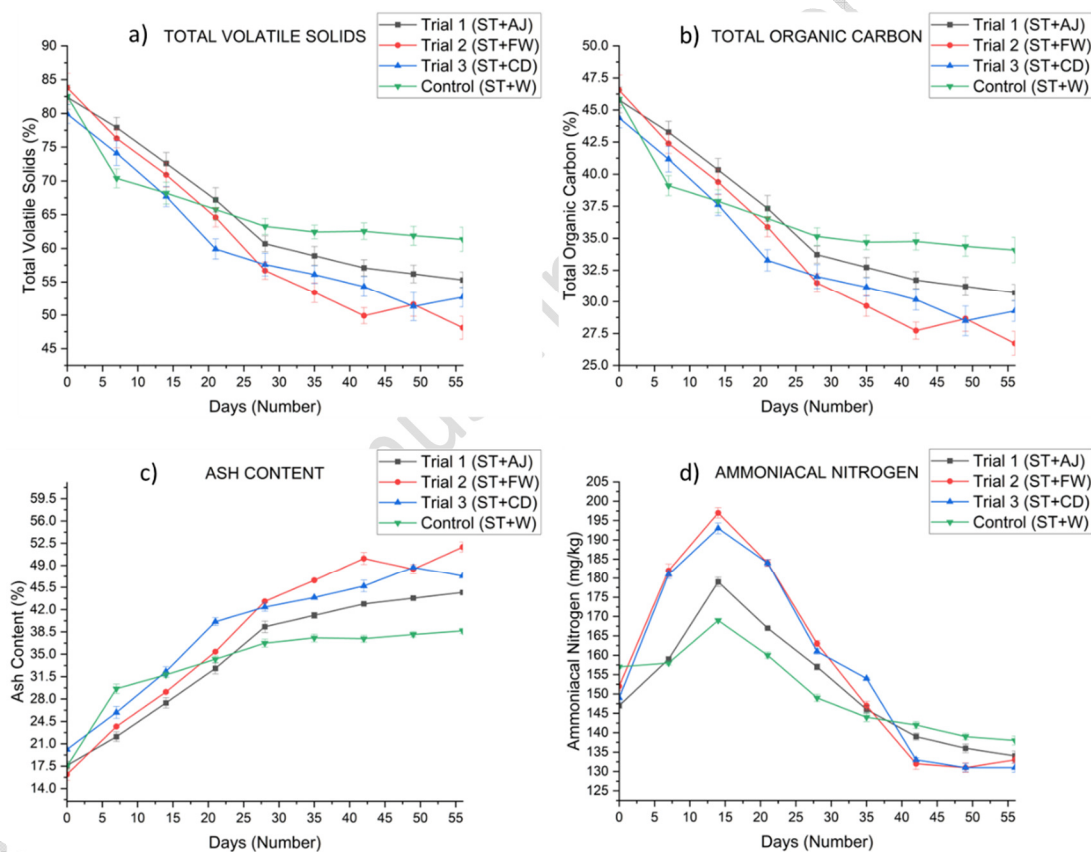 a) TOTAL VOLATILE SOLIDS
Trial 1 (ST+AJ)
Trial 2 (ST+FW)
Trial 3 (ST+CD)
Control (ST+W)
Total Volatile Solids (%)
90
85
80
75
70
65
60
55
50
45
0 5 10 15 20 25 30 35 40 45 50 55
Days (Number)
b) TOTAL ORGANIC CARBON
Trial 1 (ST+AJ)
Trial 2 (ST+FW)
Trial 3 (ST+CD)
Control (ST+W)
Total Organic Carbon (%)
50.0
47.5
45.0
42.5
40.0
37.5
35.0
32.5
30.0
27.5
25.0
0 5 10 15 20 25 30 35 40 45 50 55
Days (Number)
c) ASH CONTENT
Trial 1 (ST+AJ)
Trial 2 (ST+FW)
Trial 3 (ST+CD)
Control (ST+W)
Ash Content (%)
59.5
56.0
52.5
49.0
45.5
42.0
38.5
35.0
31.5
28.0
24.5
21.0
17.5
14.0
0 5 10 15 20 25 30 35 40 45 50 55
Days (Number)
d) AMMONIACAL NITROGEN
Trial 1 (ST+AJ)
Trial 2 (ST+FW)
Trial 3 (ST+CD)
Control (ST+W)
Ammoniacal Nitrogen (mg/kg)
205
200
195
190
185
180
175
170
165
160
155
150
145
140
135
130
125
0 5 10 15 20 25 30 35 40 45 50 55
Days (Number)